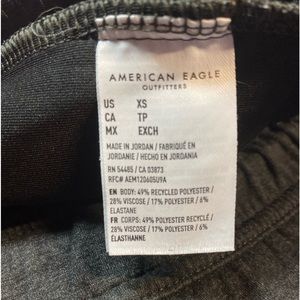 AMERICAN EAGLE
OUTFITTERS
US XS
CA TP
MX EXCH
MADE IN JORDAN / FABRIQUÉ EN
JORDANIE / HECHO EN JORDANIA
RN 54485 / CA 03873
RFC# AEM120605U9A
EN BODY: 49% RECYCLED POLYESTER /
28% VISCOSE / 17% POLYESTER / 6%
ELASTANE
FR CORPS: 49% POLYESTER RECYCLÉ /
28% VISCOSE / 17% POLYESTER / 6%
ÉLASTHANNE